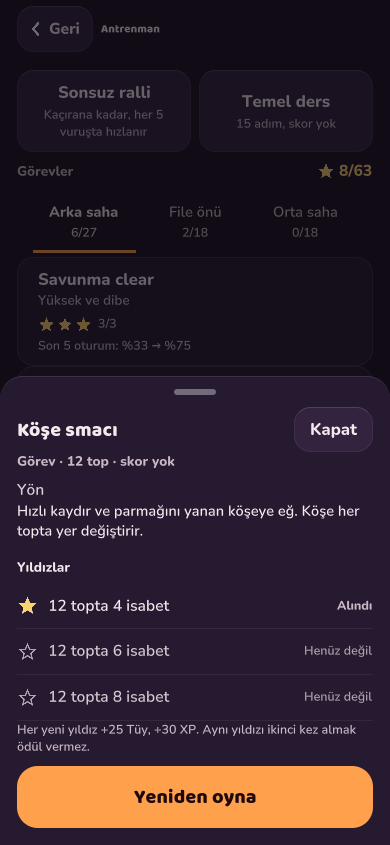 Geri
Antrenman
Sonsuz ralli
Kaçırana kadar, her 5
vuruşta hızlanır
Temel ders
15 adım, skor yok
Görevler
8/63
Arka saha
6/27
File önü
2/18
Orta saha
0/18
Savunma clear
Yüksek ve dibe
3/3
Son 5 oturum: %33 → %75
Köşe smacı
Kapat
Görev · 12 top · skor yok
Yön
Hızlı kaydır ve parmağını yanan köşeye eğ. Köşe her
topta yer değiştirir.
Yıldızlar
12 topta 4 isabet
Alındı
12 topta 6 isabet
Henüz değil
12 topta 8 isabet
Henüz değil
Her yeni yıldız +25 Tüy, +30 XP. Aynı yıldızı ikinci kez almak
ödül vermez.
Yeniden oyna